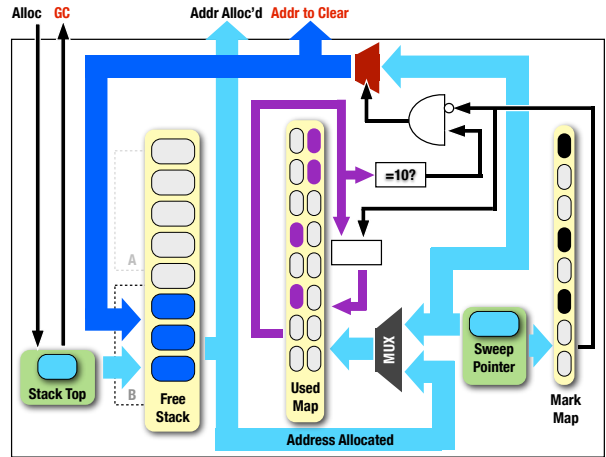 Alloc GC Addr Alloc'd Addr to Clear
=10?
A
B
MUX
Stack Top
Free
Stack
Used
Map
Sweep
Pointer
Mark
Map
Address Allocated